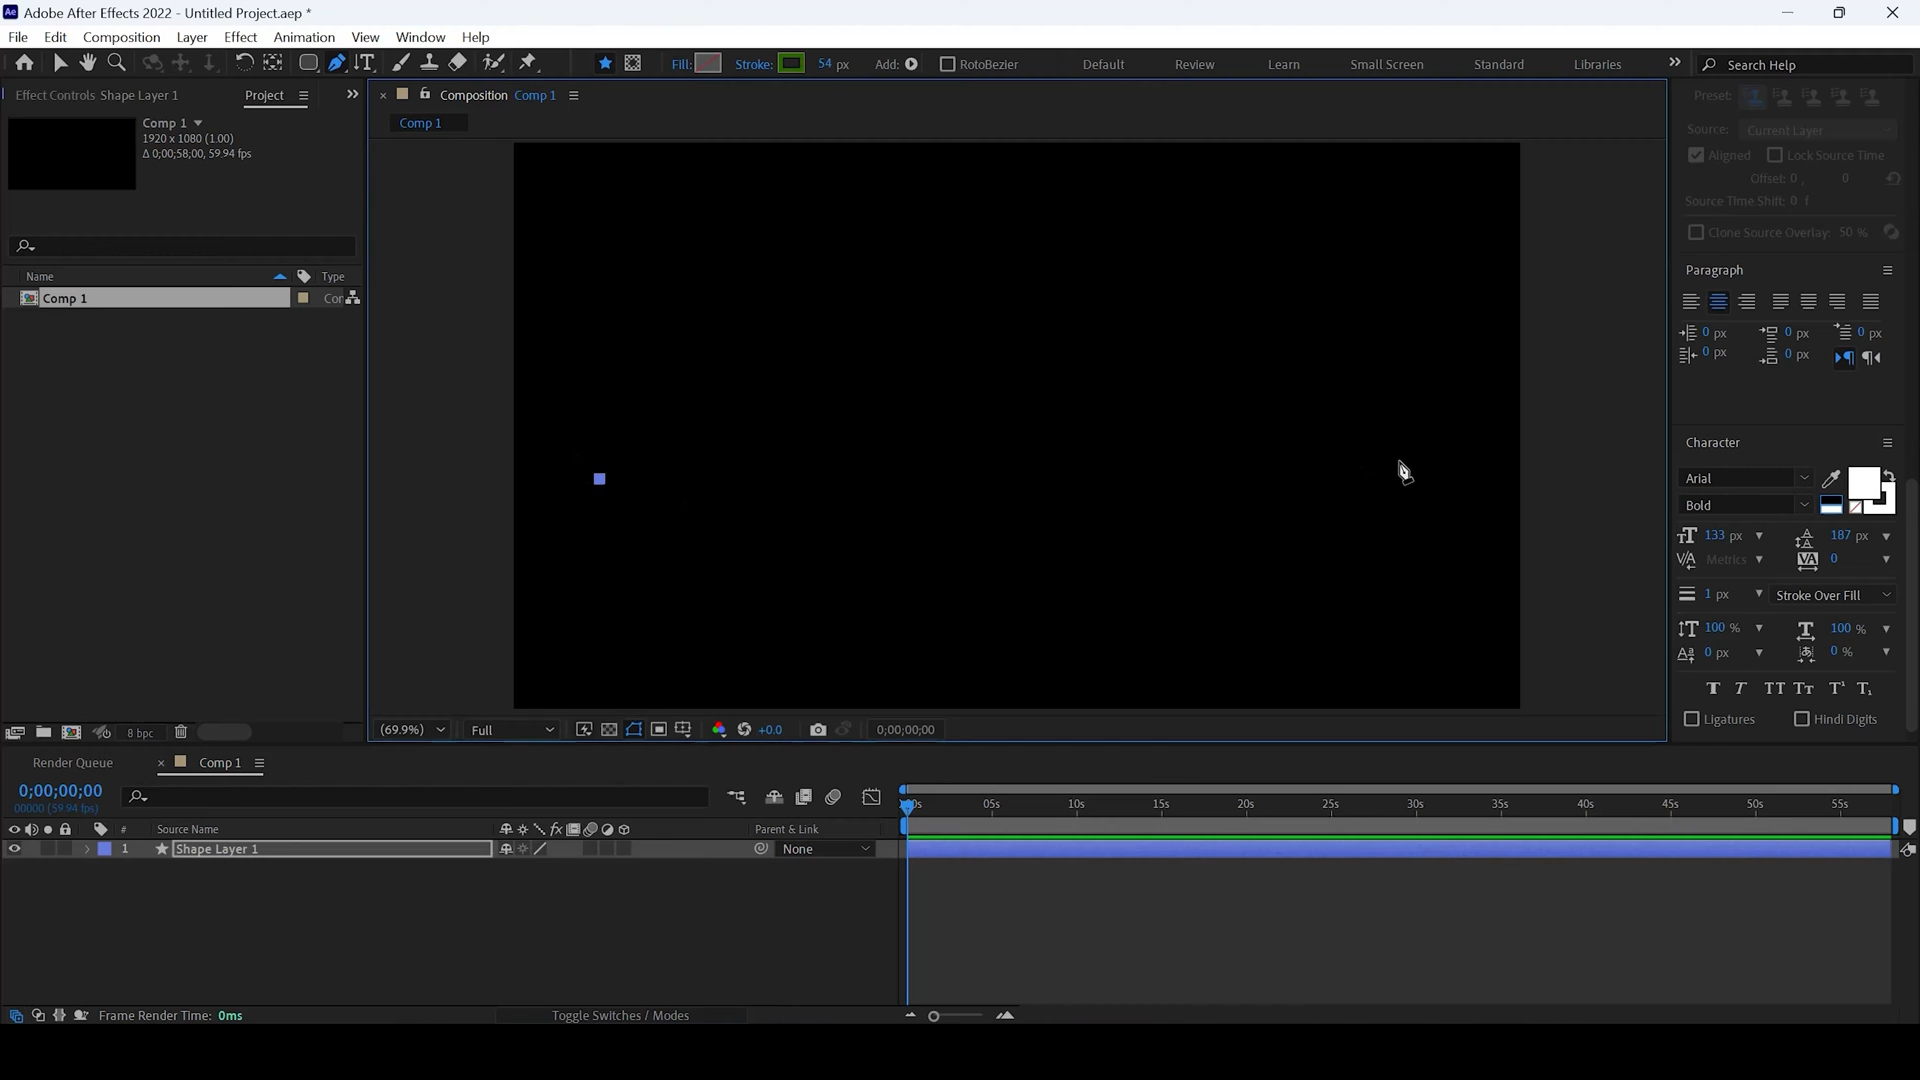 Adobe After Effects 2022 - Untitled Project.aep *
File Edit Composition Layer Effect Animation View Window Help
Fill: Stroke: 54 px Add: RotoBezier Default Review Learn Small Screen Standard Libraries Search Help
Effect Controls Shape Layer 1 Project
Composition Comp 1
Comp 1
Comp 1
1920 x 1080 (1.00)
Δ 0;00;58;00, 59.94 fps
Name Type
Comp 1
8 bpc
(69.9%) Full +0.0 0;00;00;00
Preset:
Source: Current Layer
Aligned Lock Source Time
Offset: 0 , 0
Source Time Shift: 0 f
Clone Source Overlay: 50 %
Paragraph
0 px 0 px 0 px
0 px 0 px
Character
Arial
Bold
133 px 187 px
Metrics 0
1 px Stroke Over Fill
100 % 100 %
0 px 0 %
Ligatures Hindi Digits
Render Queue Comp 1
0;00;00;00
00000 (59.94 fps)
05s 10s 15s 20s 25s 30s 35s 40s 45s 50s 55s
# Source Name Parent & Link
1 Shape Layer 1 None
Frame Render Time: 0ms Toggle Switches / Modes